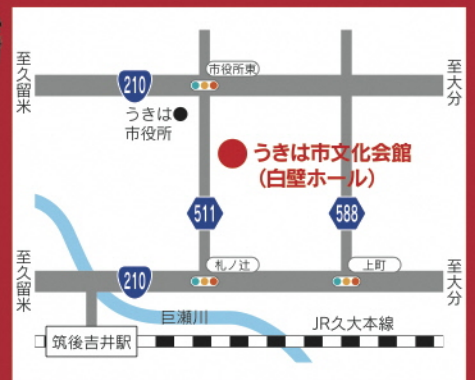 至久留米
210
市役所東
至大分
うきは
市役所
うきは市文化会館
(白壁ホール)
511
588
至久留米
210
札ノ辻
上町
至大分
巨瀬川
JR久大本線
筑後吉井駅